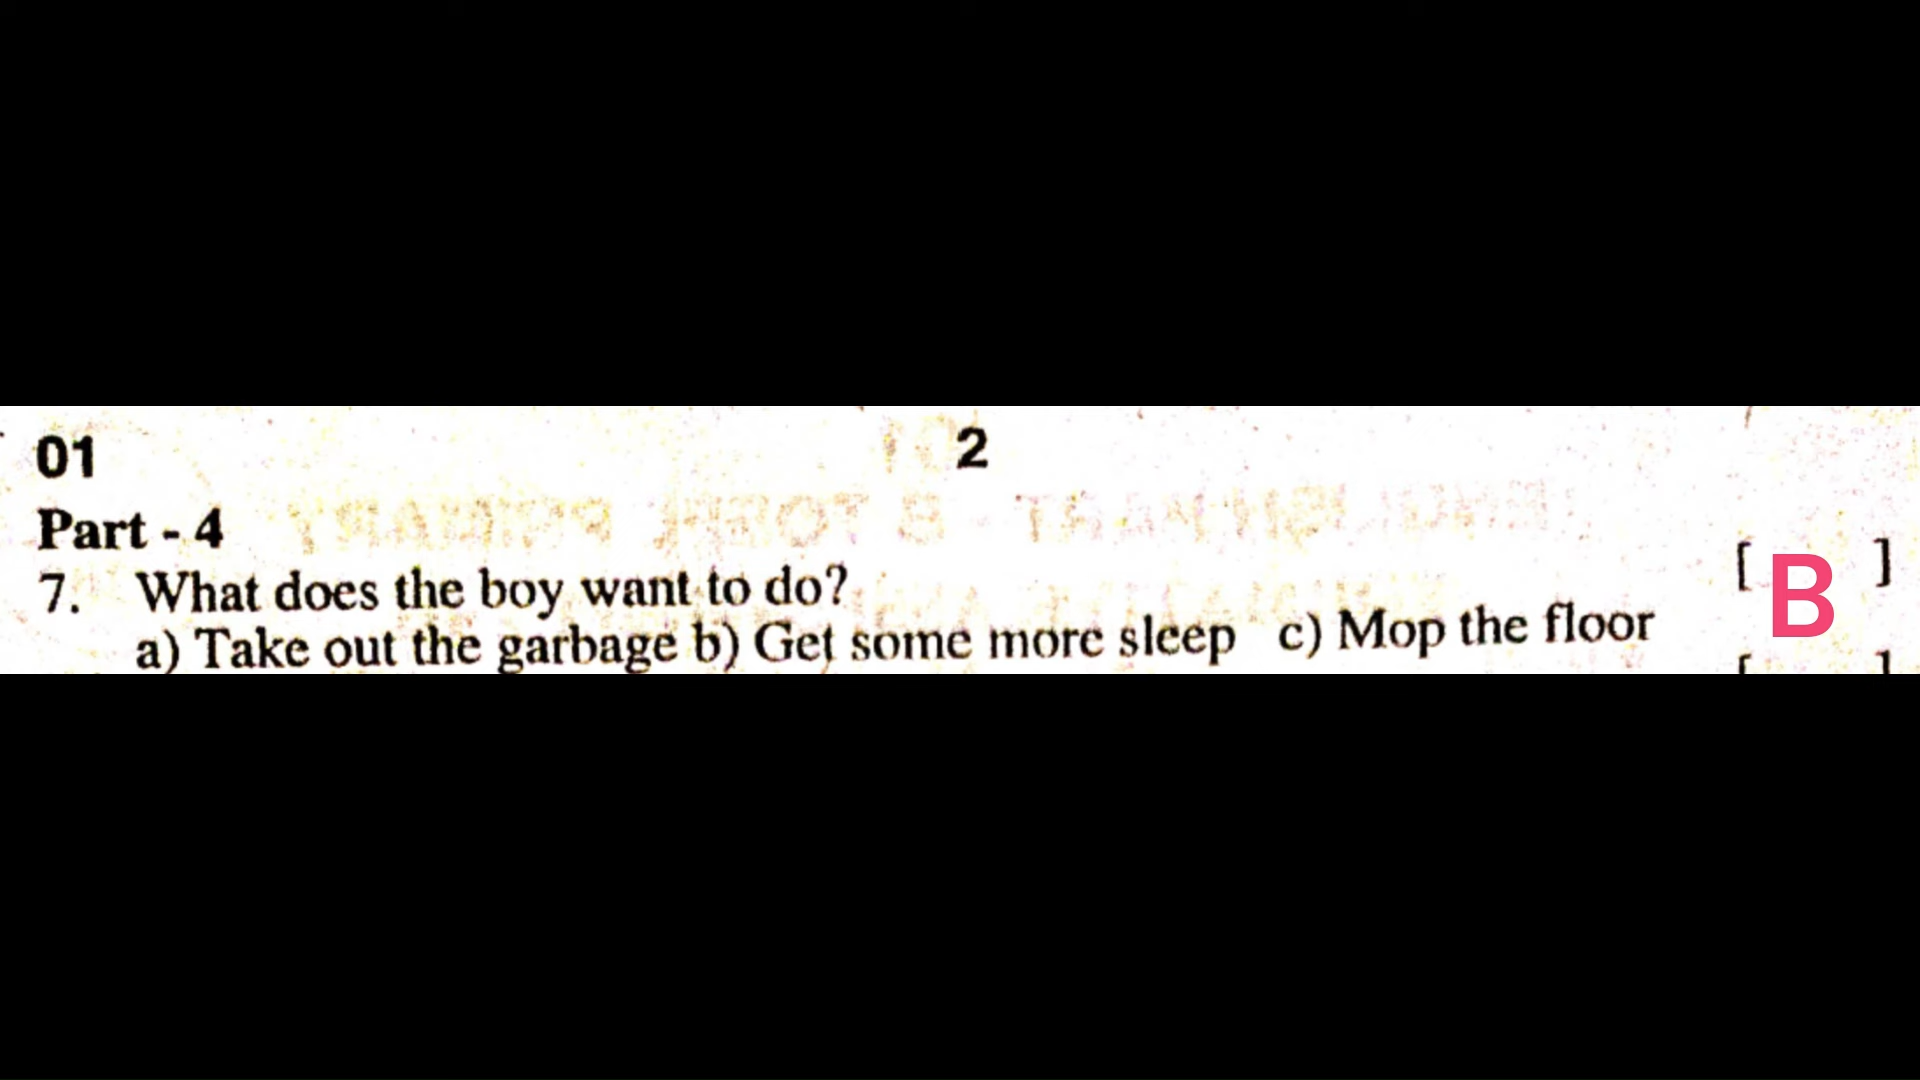 01 2
Part - 4
7. What does the boy want to do? [ B ]
a) Take out the garbage b) Get some more sleep c) Mop the floor